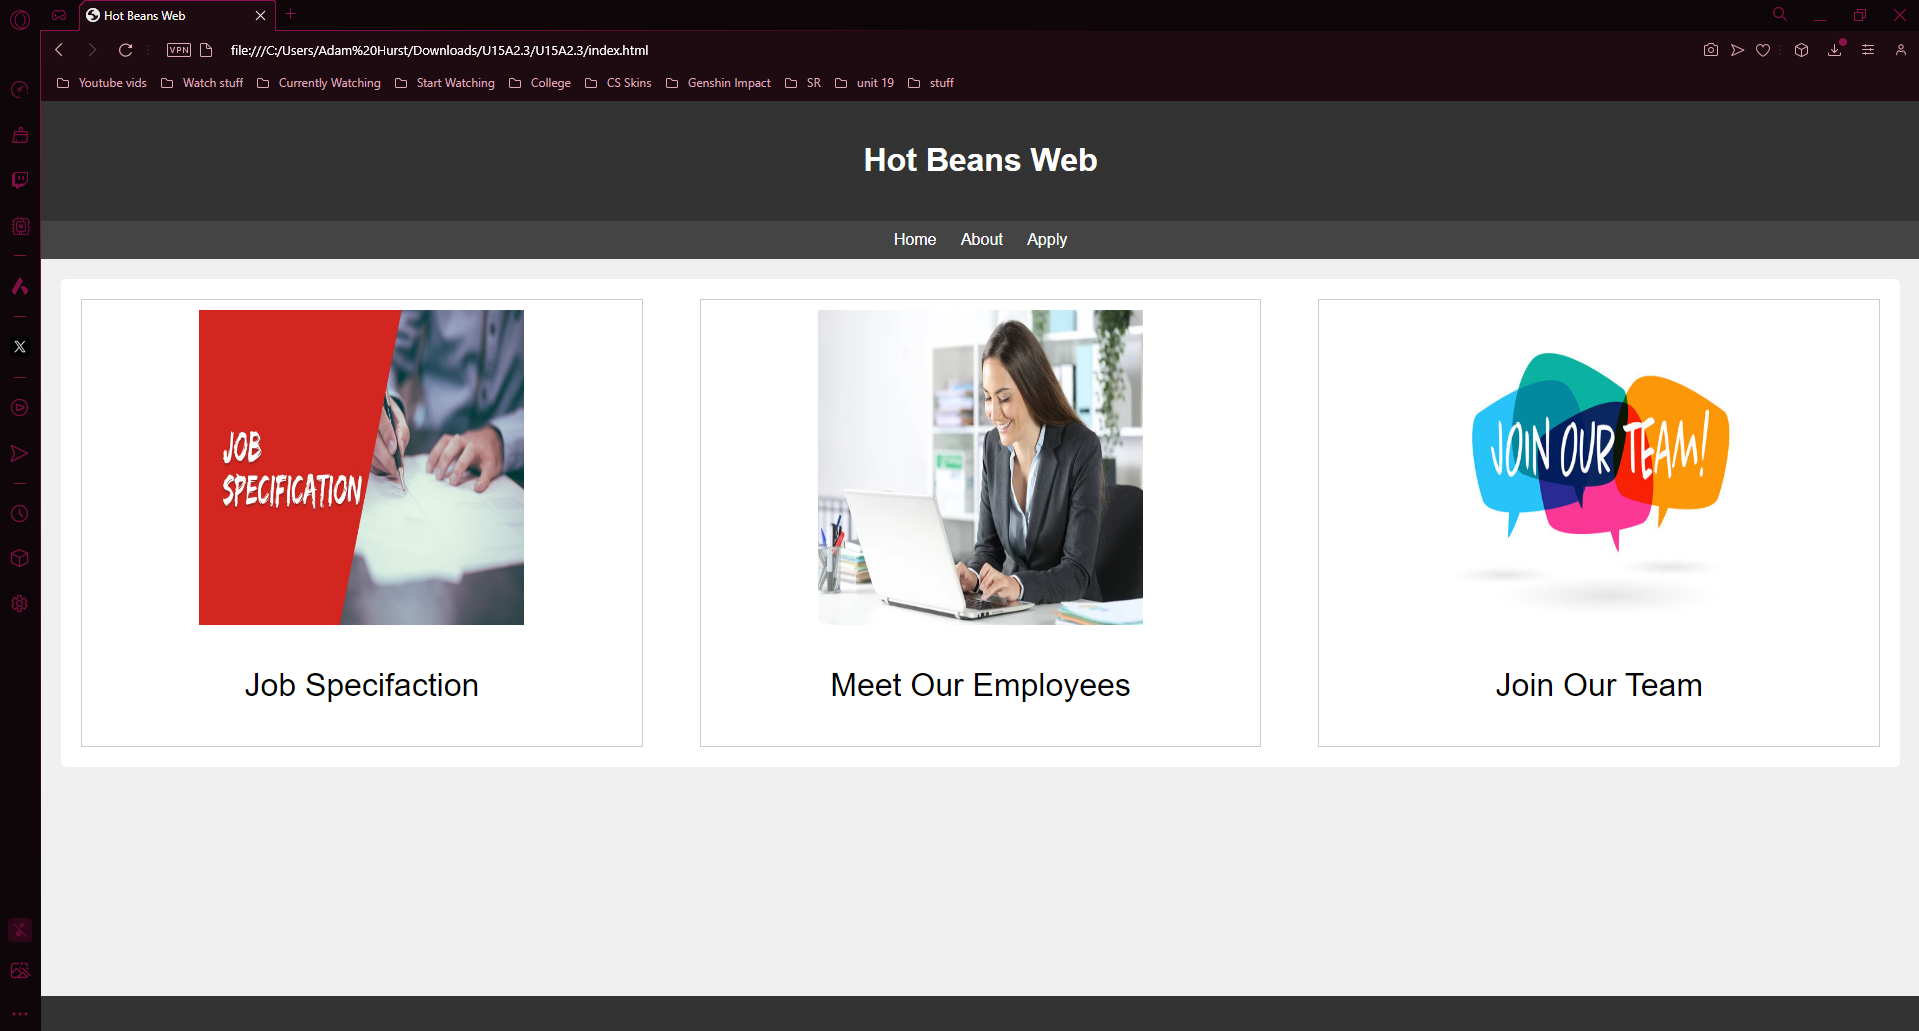 Hot Beans Web
VPN file:///C:/Users/Adam%20Hurst/Downloads/U15A2.3/U15A2.3/index.html
Youtube vids Watch stuff Currently Watching Start Watching College CS Skins Genshin Impact SR unit 19 stuff
Hot Beans Web
Home About Apply
JOB
SPECIFICATION
JOIN OUR TEAM!
Job Specifaction Meet Our Employees Join Our Team